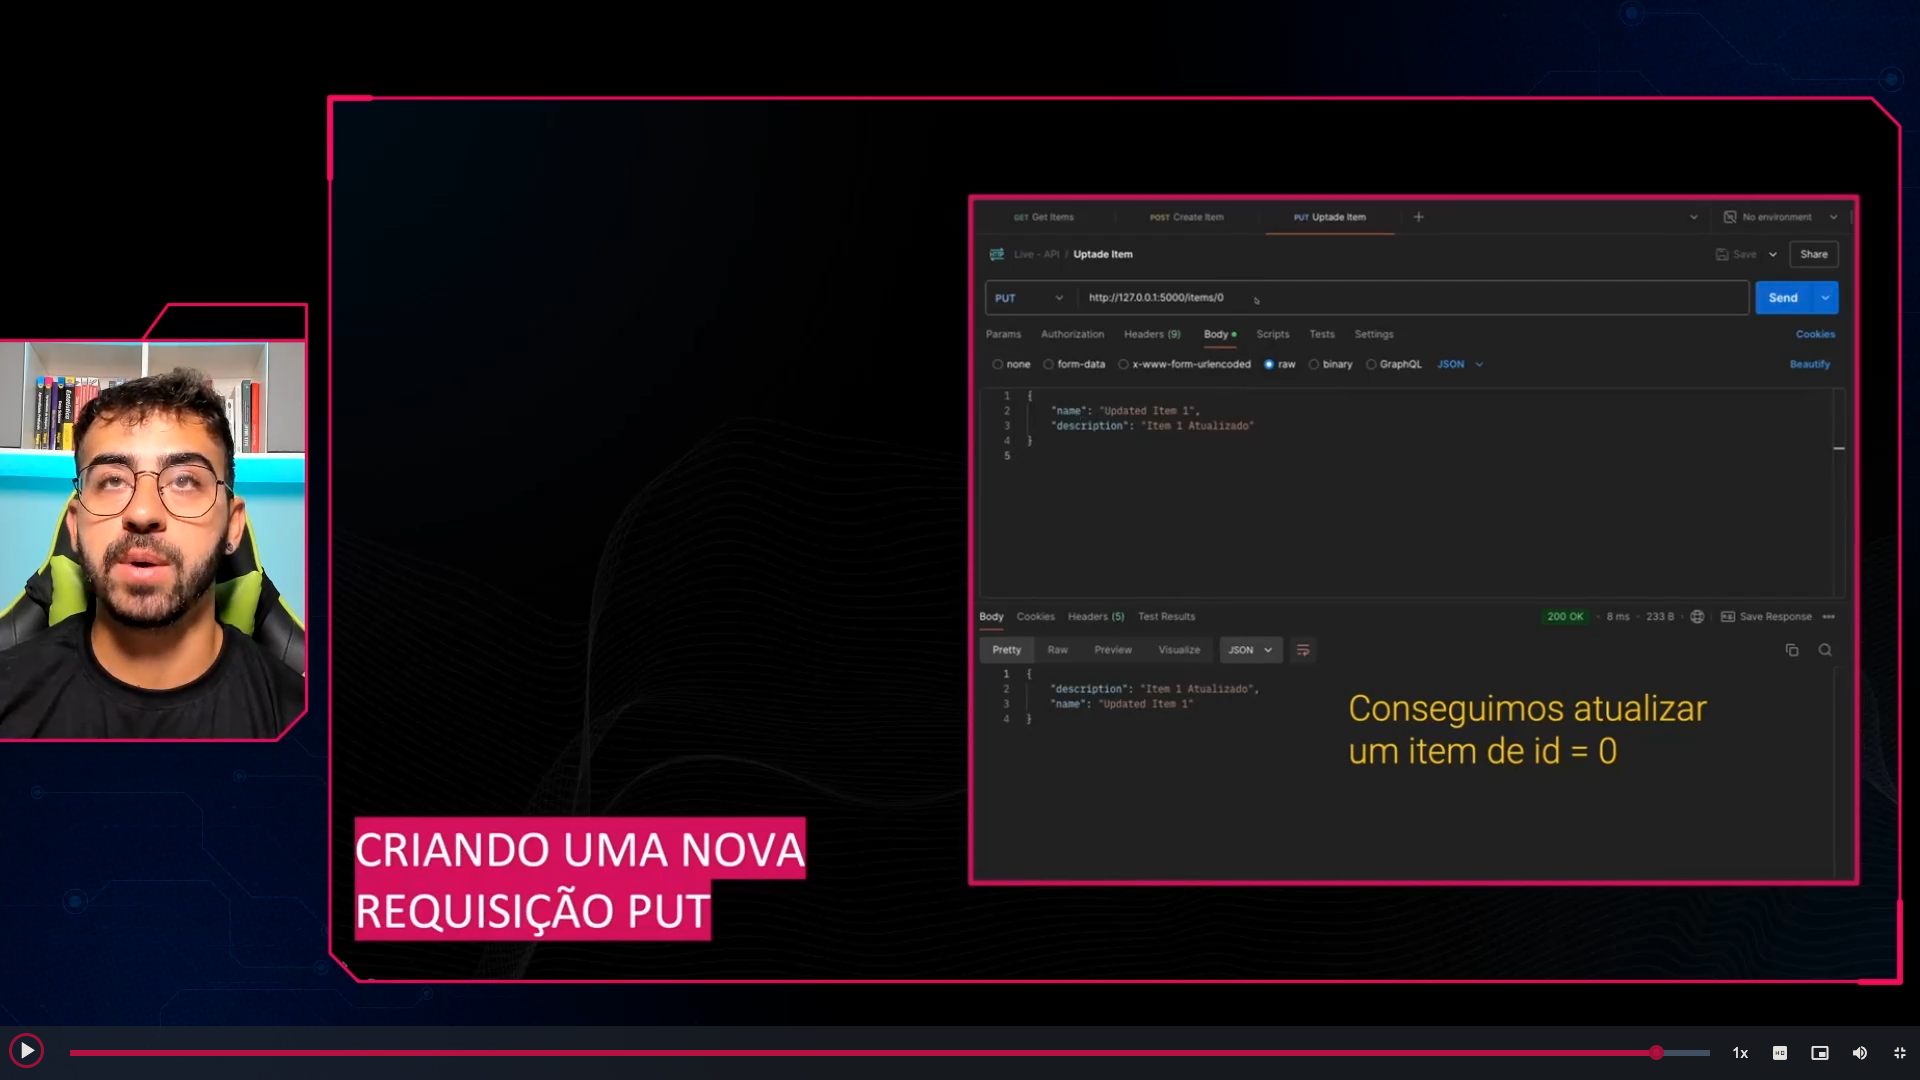 GET Get Items
POST Create Item
PUT Uptade Item
No environment
Live - API / Uptade Item
Save
Share
PUT
http://127.0.0.1:5000/items/0
Send
Params
Authorization
Headers (9)
Body
Scripts
Tests
Settings
Cookies
none
form-data
x-www-form-urlencoded
raw
binary
GraphQL
JSON
Beautify
1 {
2 "name": "Updated Item 1",
3 "description": "Item 1 Atualizado"
4 }
5
Body
Cookies
Headers (5)
Test Results
200 OK
8 ms
233 B
Save Response
Pretty
Raw
Preview
Visualize
JSON
1 {
2 "description": "Item 1 Atualizado",
3 "name": "Updated Item 1"
4 }
Conseguimos atualizar
um item de id = 0
CRIANDO UMA NOVA
REQUISIÇÃO PUT
1x